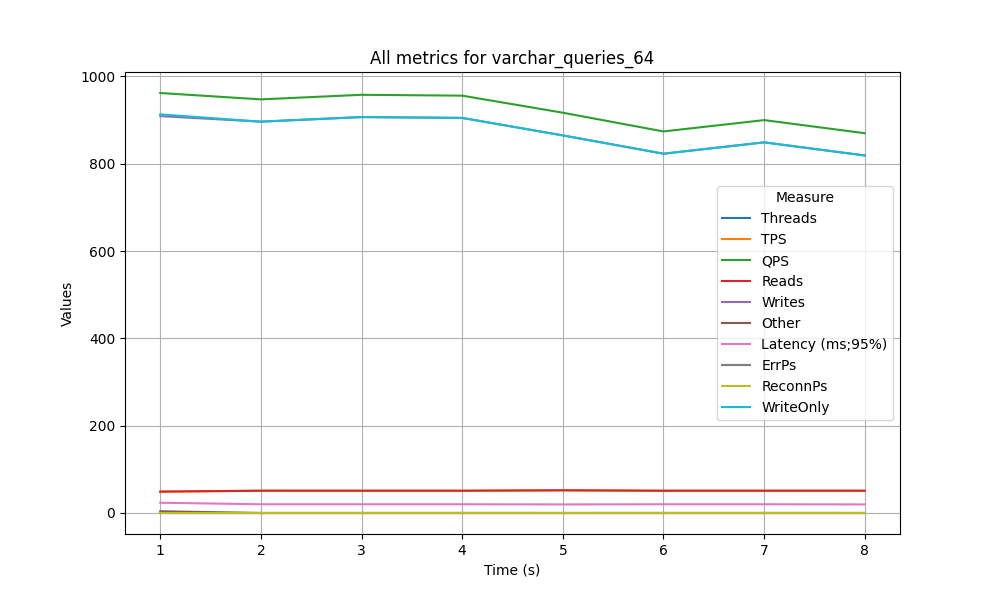 All metrics for varchar_queries_64
1000
800
600
400
200
0
Values
1 2 3 4 5 6 7 8
Time (s)
Measure
Threads
TPS
QPS
Reads
Writes
Other
Latency (ms;95%)
ErrPs
ReconnPs
WriteOnly